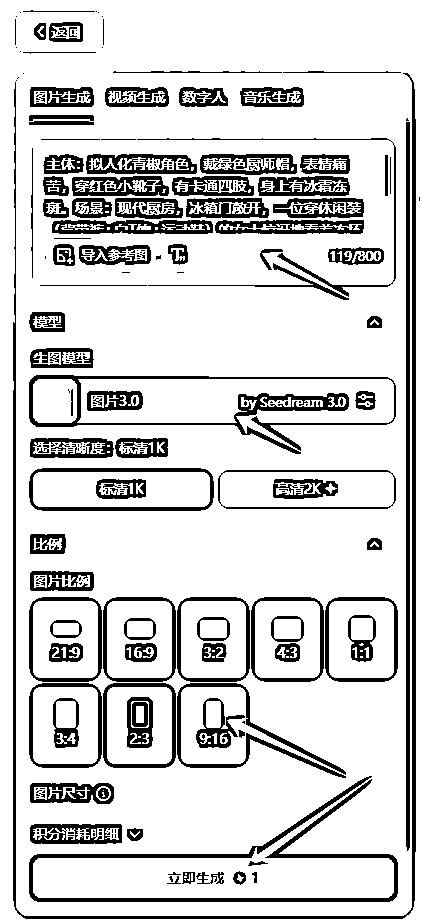 返回
图片生成 视频生成 数字人 音乐生成
主体：拟人化青椒角色，戴绿色厨师帽，表情痛
苦，穿红色小靴子，有卡通四肢，身上有冰霜冻
斑，场景：现代厨房，冰箱门敞开，一位穿休闲装
导入参考图 T 119/800
模型
生图模型
图片3.0 by Seedream 3.0
选择清晰度：标清1K
标清1K 高清2K
比例
图片比例
21:9 16:9 3:2 4:3 1:1
3:4 2:3 9:16
图片尺寸
积分消耗明细
立即生成 1